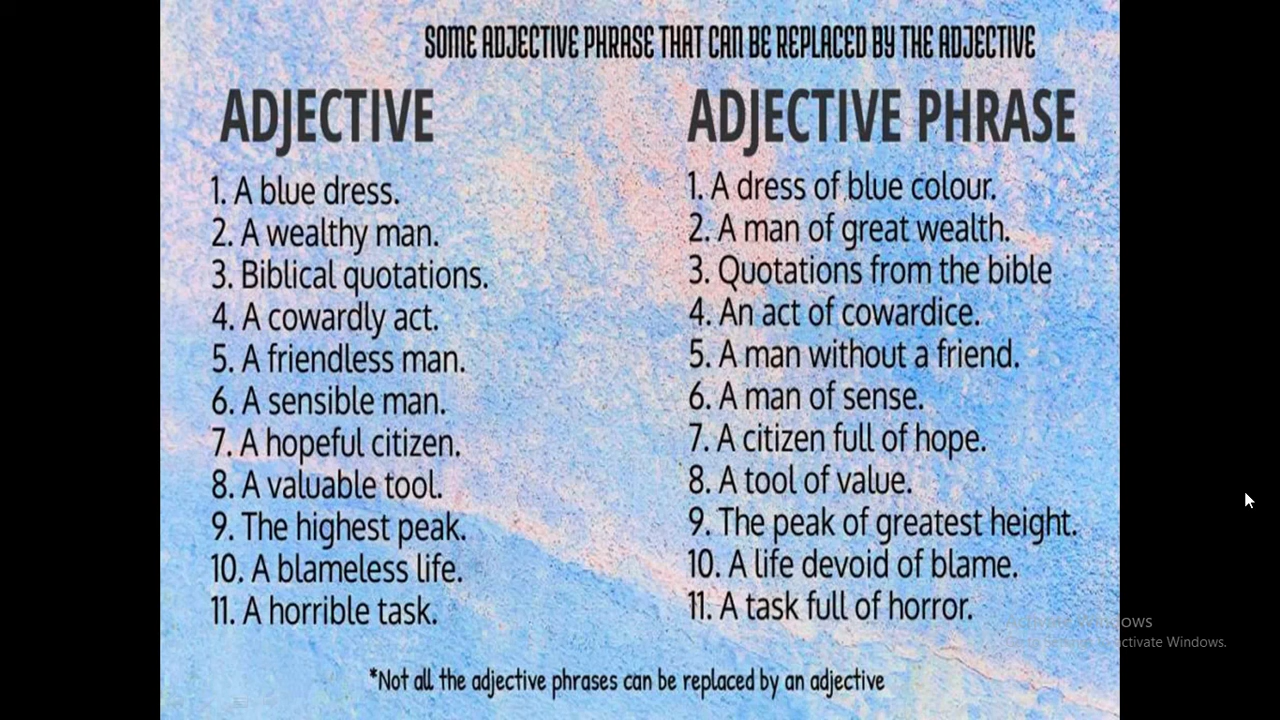 SOME ADJECTIVE PHRASE THAT CAN BE REPLACED BY THE ADJECTIVE
ADJECTIVE
1. A blue dress.
2. A wealthy man.
3. Biblical quotations.
4. A cowardly act.
5. A friendless man.
6. A sensible man.
7. A hopeful citizen.
8. A valuable tool.
9. The highest peak.
10. A blameless life.
11. A horrible task.
ADJECTIVE PHRASE
1. A dress of blue colour.
2. A man of great wealth.
3. Quotations from the bible
4. An act of cowardice.
5. A man without a friend.
6. A man of sense.
7. A citizen full of hope.
8. A tool of value.
9. The peak of greatest height.
10. A life devoid of blame.
11. A task full of horror.
*Not all the adjective phrases can be replaced by an adjective
Windows.